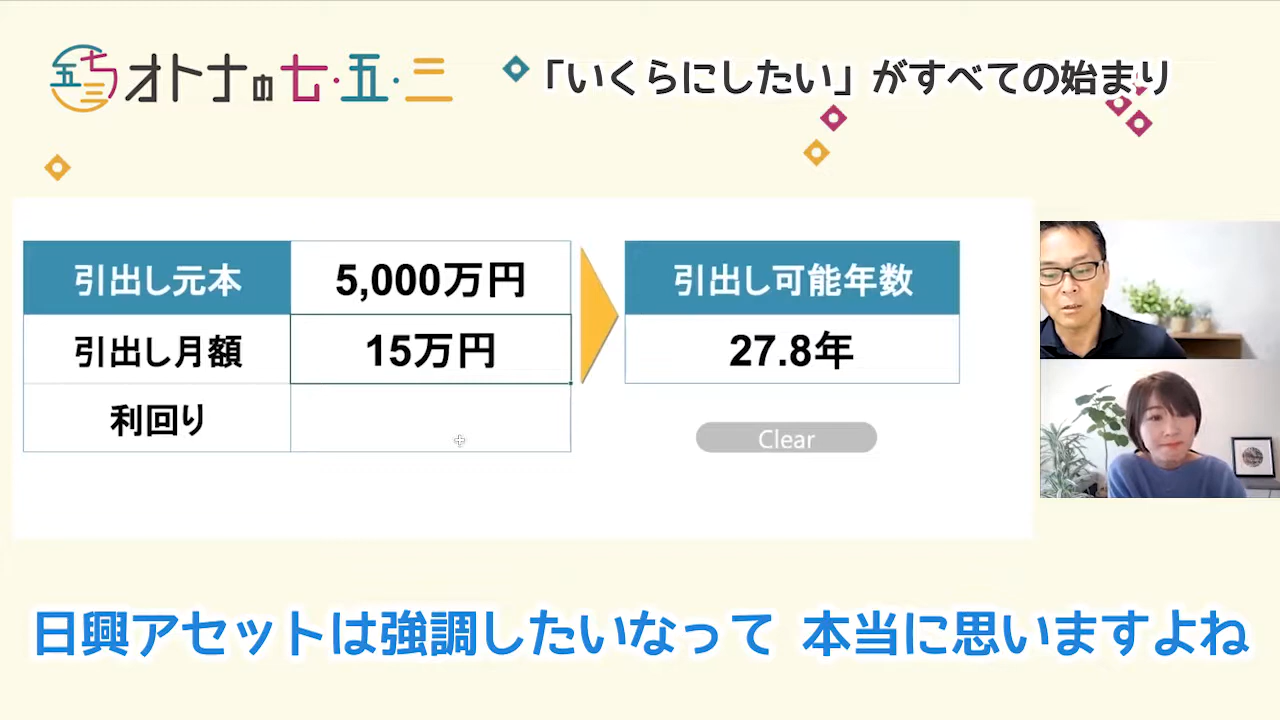 五七三 オトナの七・五・三
「いくらにしたい」がすべての始まり
引出し元本 5,000万円 引出し可能年数
引出し月額 15万円 27.8年
利回り
Clear
日興アセットは強調したいなって 本当に思いますよね